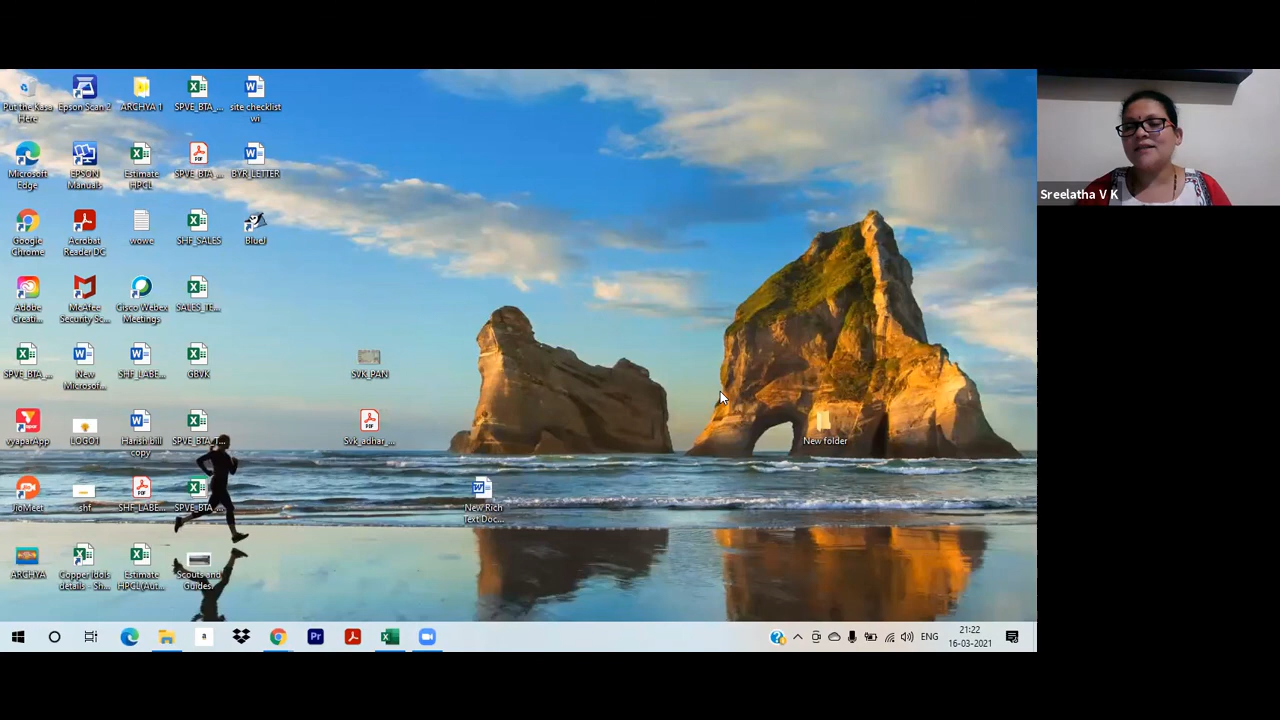 Put the Kasa Here
Epson Scan 2
ARCHYA 1
SPVE_BTA_...
site checklist wi
Microsoft Edge
EPSON Manuals
Estimate HPCL
SPVE_BTA_...
BYR_LETTER
Google Chrome
Acrobat Reader DC
wowe
SHF_SALES
BlueJ
Adobe Creati...
McAfee Security Sc...
Cisco Webex Meetings
SALES_TE...
SPVE_BTA_...
New Microsof...
SHF_LABE...
GBVK
SVK_PAN
vyaparApp
LOGO1
Harish bill copy
SPVE_BTA_T...
Svk_adhar_...
New folder
JioMeet
shf
SHF_LABE...
SPVE_BTA_...
New Rich Text Doc...
ARCHYA
Copper Idols details - Sh...
Estimate HPCL(Aut...
Scouts and Guides
Sreelatha V K
a
Pr
ENG
21:22
16-03-2021